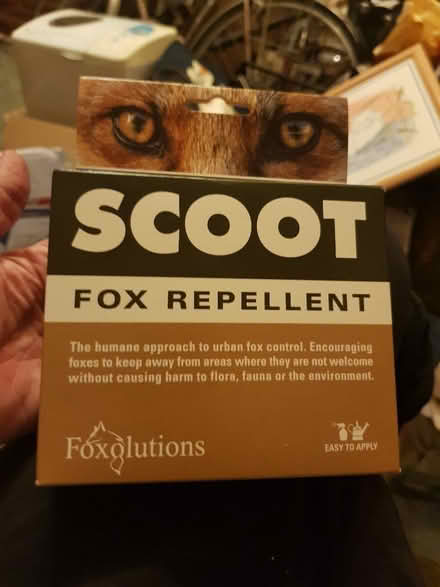 SCOOT
FOX REPELLENT
The humane approach to urban fox control. Encouraging
foxes to keep away from areas where they are not welcome
without causing harm to flora, fauna or the environment.
Foxolutions
EASY TO APPLY